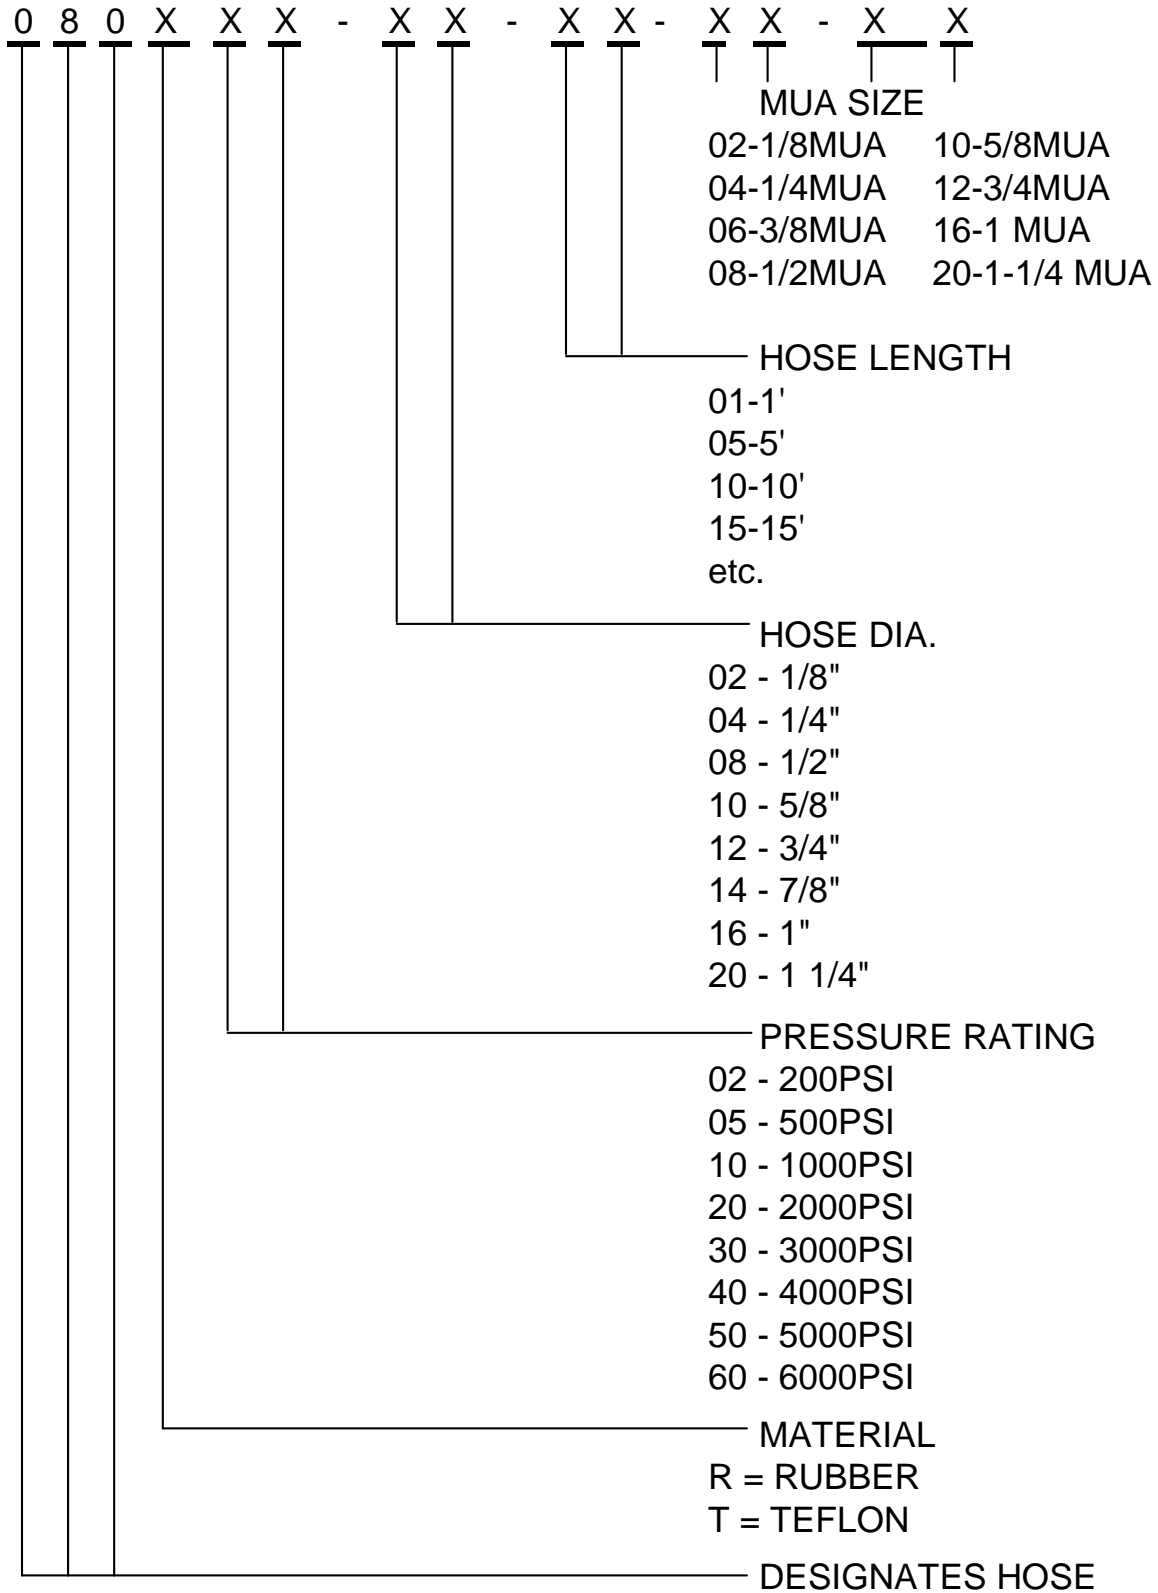 0 8 0 X X X - X X - X X - X X - X X
MUA SIZE
02-1/8MUA 10-5/8MUA
04-1/4MUA 12-3/4MUA
06-3/8MUA 16-1 MUA
08-1/2MUA 20-1-1/4 MUA
HOSE LENGTH
01-1'
05-5'
10-10'
15-15'
etc.
HOSE DIA.
02 - 1/8"
04 - 1/4"
08 - 1/2"
10 - 5/8"
12 - 3/4"
14 - 7/8"
16 - 1"
20 - 1 1/4"
PRESSURE RATING
02 - 200PSI
05 - 500PSI
10 - 1000PSI
20 - 2000PSI
30 - 3000PSI
40 - 4000PSI
50 - 5000PSI
60 - 6000PSI
MATERIAL
R = RUBBER
T = TEFLON
DESIGNATES HOSE